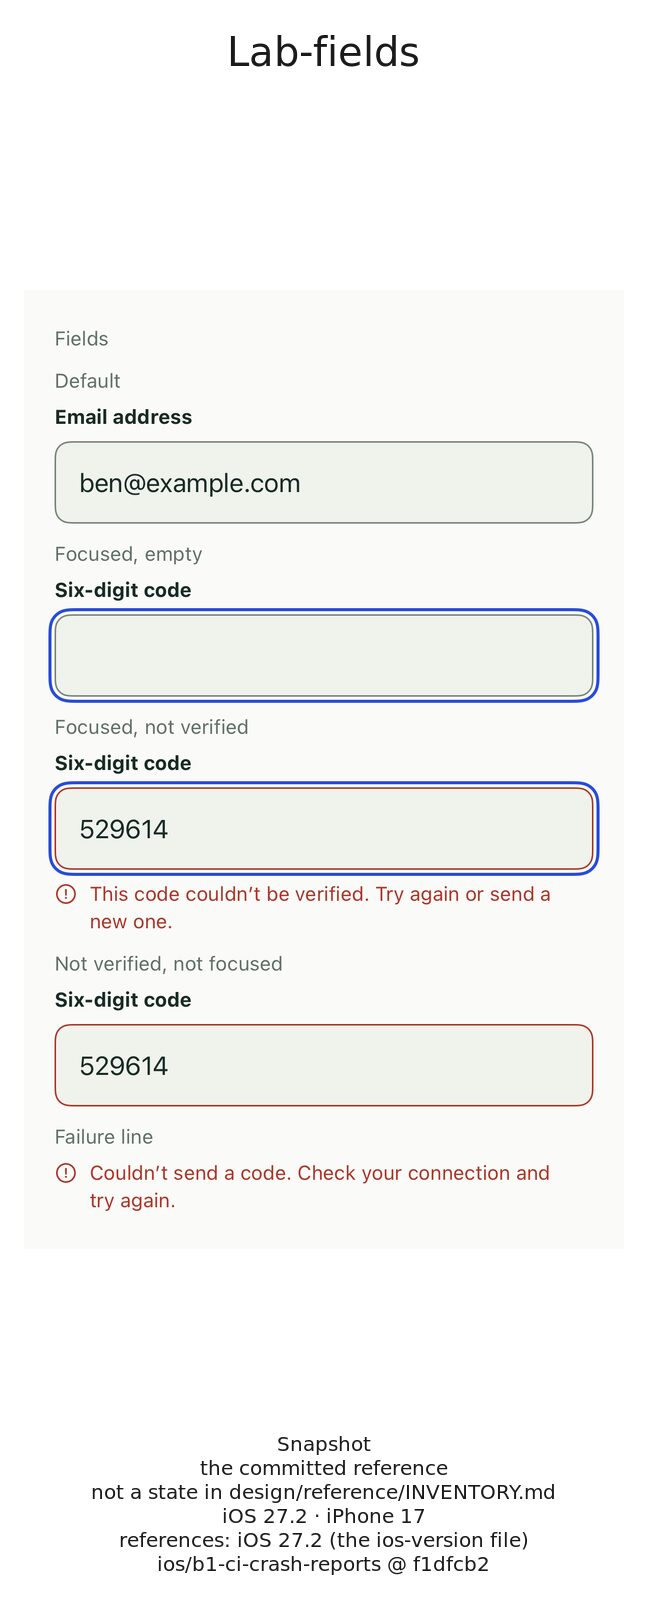 Lab-fields
Fields
Default
Email address
ben@example.com
Focused, empty
Six-digit code
Focused, not verified
Six-digit code
529614
This code couldn’t be verified. Try again or send a
new one.
Not verified, not focused
Six-digit code
529614
Failure line
Couldn’t send a code. Check your connection and
try again.
Snapshot
the committed reference
not a state in design/reference/INVENTORY.md
iOS 27.2 · iPhone 17
references: iOS 27.2 (the ios-version file)
ios/b1-ci-crash-reports @ f1dfcb2